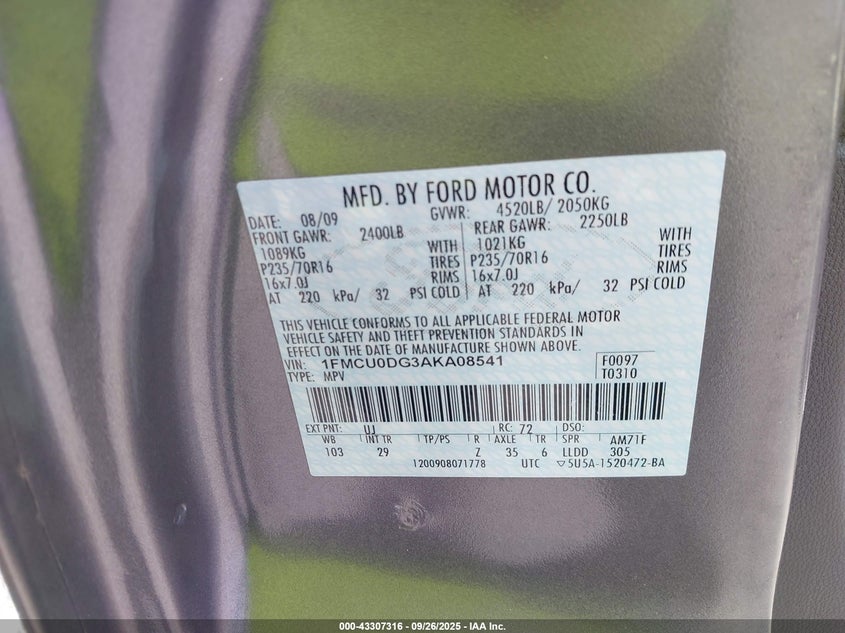 MFD. BY FORD MOTOR CO.
DATE: 08/09 GVWR: 4520LB/ 2050KG
FRONT GAWR: 2400LB REAR GAWR: 2250LB
1089KG WITH 1021KG WITH
P235/70R16 TIRES P235/70R16 TIRES
16x7.0J RIMS 16x7.0J RIMS
AT 220 kPa/ 32 PSI COLD AT 220 kPa/ 32 PSI COLD
THIS VEHICLE CONFORMS TO ALL APPLICABLE FEDERAL MOTOR
VEHICLE SAFETY AND THEFT PREVENTION STANDARDS IN
EFFECT ON THE DATE OF MANUFACTURE SHOWN ABOVE.
VIN: 1FMCU0DG3AKA08541 F0097
TYPE: MPV T0310
EXT PNT: UJ RC: 72 DSO:
WB INT TR TP/PS R AXLE TR SPR AM71F
103 29 Z 35 6 LLDD 305
1200908071778 UTC ▽5U5A-1520472-BA
000-43307316 - 09/26/2025 - IAA Inc.